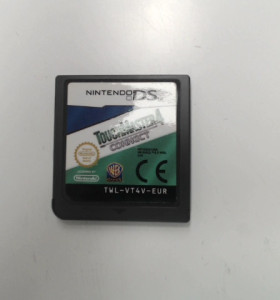 NINTENDO DS
TOUCHMASTER 4
CONNECT
CE
TWL-VT4V-EUR